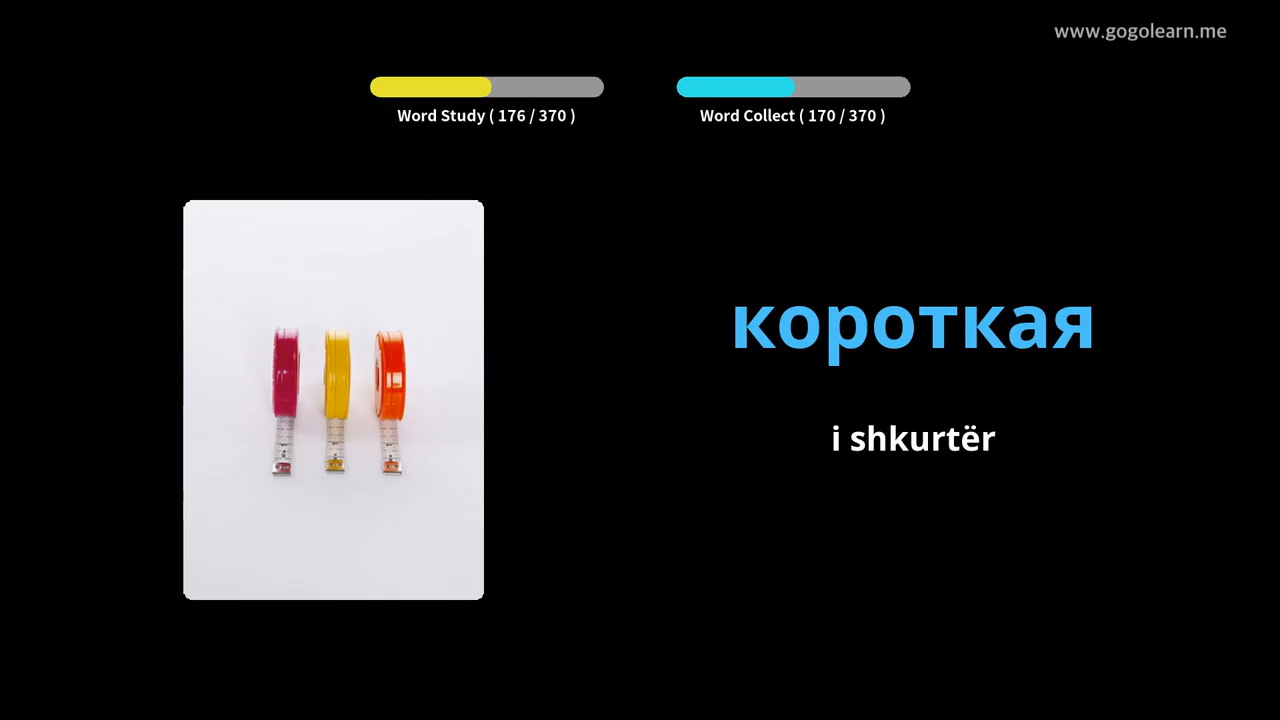 www.gogolearn.me
Word Study ( 176 / 370 )
Word Collect ( 170 / 370 )
короткая
i shkurtër